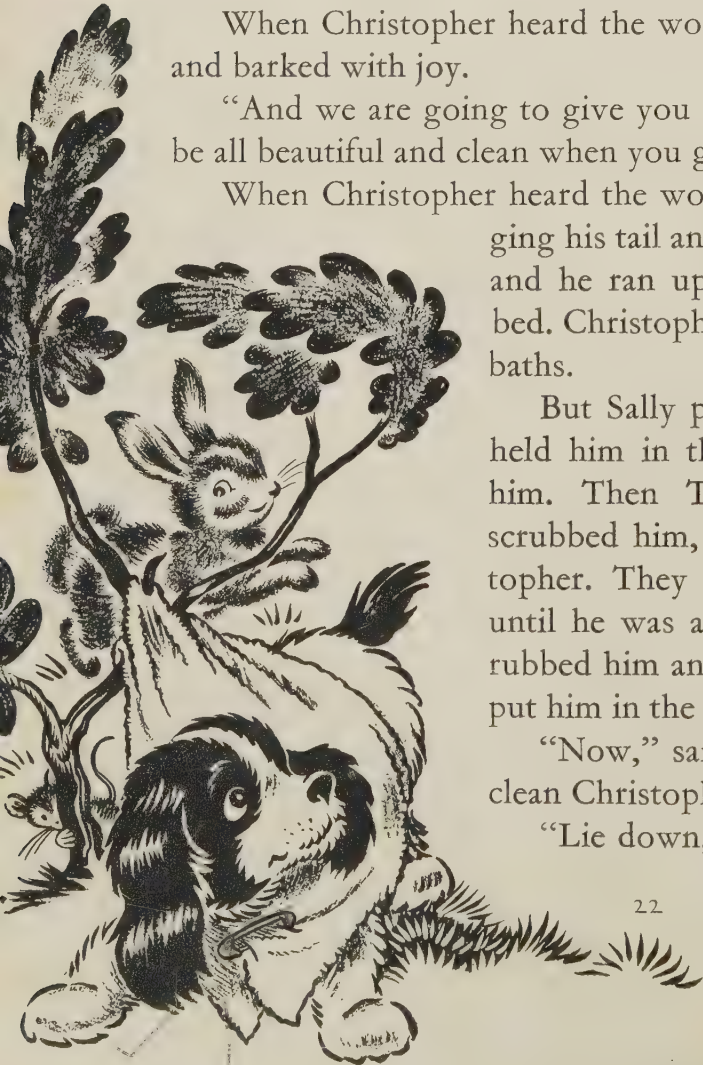 When Christopher heard the wo
and barked with joy.
“And we are going to give you
be all beautiful and clean when you g
When Christopher heard the wo
ging his tail an
and he ran up
bed. Christoph
baths.
But Sally p
held him in th
him. Then T
scrubbed him,
topher. They
until he was a
rubbed him an
put him in the
“Now,” sai
clean Christoph
“Lie down,
22